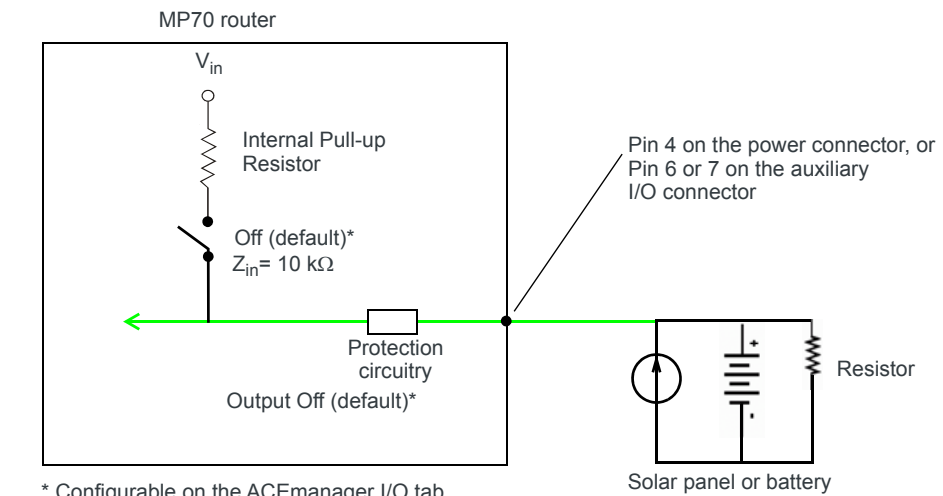 MP70 router
Vin
Internal Pull-up
Resistor
Off (default)*
Zin= 10 kΩ
Pin 4 on the power connector, or
Pin 6 or 7 on the auxiliary
I/O connector
Protection
circuitry
Output Off (default)*
+
-
Resistor
Solar panel or battery
* Configurable on the ACEmanager I/O tab